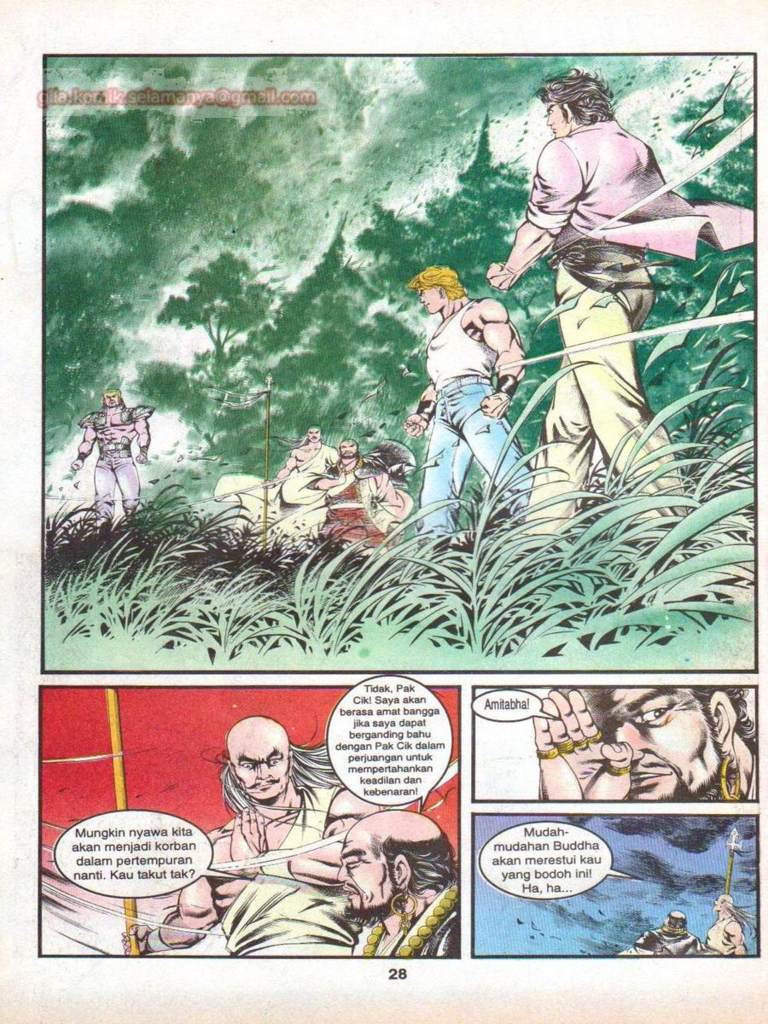 gila.komik.selamanya@gmail.com
Tidak, Pak
Cik! Saya akan
berasa amat bangga
jika saya dapat
berganding bahu
dengan Pak Cik dalam
perjuangan untuk
mempertahankan
keadilan dan
kebenaran!
Mungkin nyawa kita
akan menjadi korban
dalam pertempuran
nanti. Kau takut tak?
Amitabha!
Mudah-
mudahan Buddha
akan merestui kau
yang bodoh ini!
Ha, ha...
28